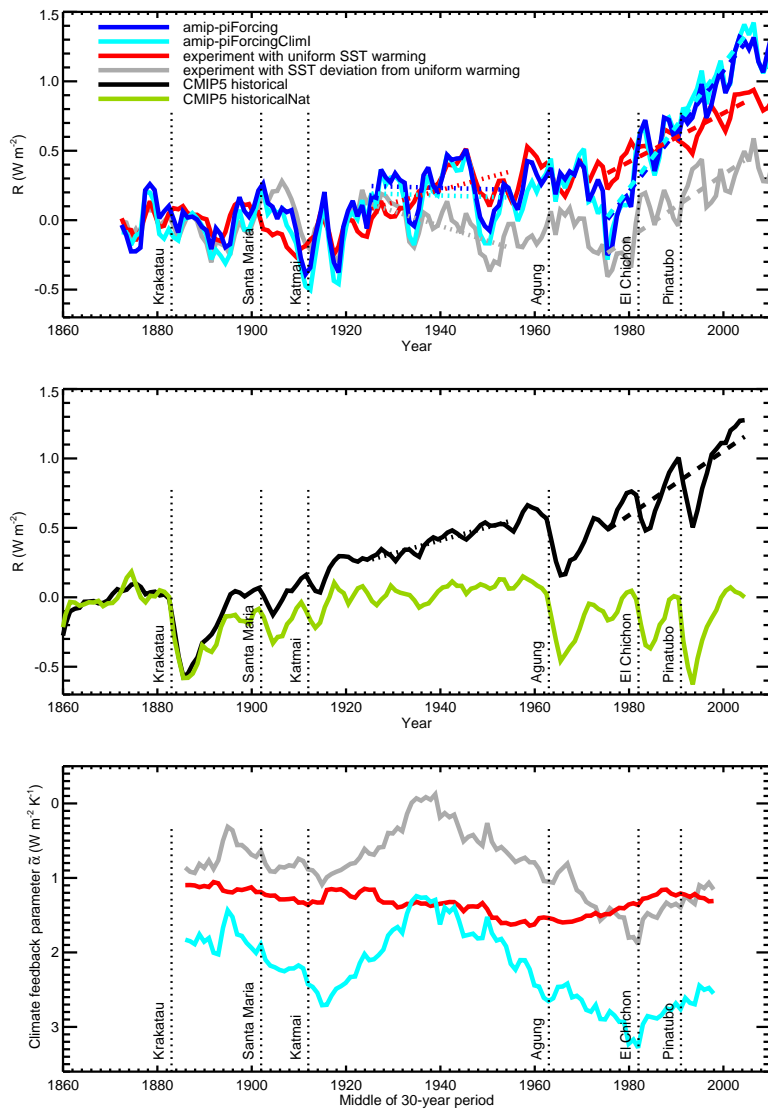 amip-piForcing
amip-piForcingClimI
experiment with uniform SST warming
experiment with SST deviation from uniform warming
CMIP5 historical
CMIP5 historicalNat
1.5
1.0
0.5
0.0
-0.5
R (W m⁻²)
Krakatau
Santa Maria
Katmai
Agung
El Chichon
Pinatubo
1860 1880 1900 1920 1940 1960 1980 2000
Year
1.5
1.0
0.5
0.0
-0.5
R (W m⁻²)
Krakatau
Santa Maria
Katmai
Agung
El Chichon
Pinatubo
1860 1880 1900 1920 1940 1960 1980 2000
Year
0
1
2
3
Climate feedback parameter α̃ (W m⁻² K⁻¹)
Krakatau
Santa Maria
Katmai
Agung
El Chichon
Pinatubo
1860 1880 1900 1920 1940 1960 1980 2000
Middle of 30-year period